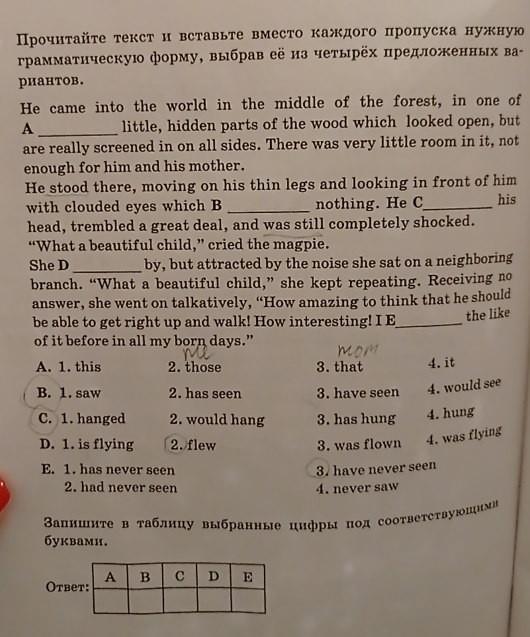 Прочитайте текст и вставьте вместо каждого пропуска нужную
грамматическую форму, выбрав её из четырёх предложенных ва-
риантов.
He came into the world in the middle of the forest, in one of
A __________ little, hidden parts of the wood which looked open, but
are really screened in on all sides. There was very little room in it, not
enough for him and his mother.
He stood there, moving on his thin legs and looking in front of him
with clouded eyes which B __________ nothing. He C________ his
head, trembled a great deal, and was still completely shocked.
“What a beautiful child,” cried the magpie.
She D ________ by, but attracted by the noise she sat on a neighboring
branch. “What a beautiful child,” she kept repeating. Receiving no
answer, she went on talkatively, “How amazing to think that he should
be able to get right up and walk! How interesting! I E________ the like
of it before in all my born days.”
те том
A. 1. this 2. those 3. that 4. it
B. 1. saw 2. has seen 3. have seen 4. would see
C. 1. hanged 2. would hang 3. has hung 4. hung
D. 1. is flying 2. flew 3. was flown 4. was flying
E. 1. has never seen 3. have never seen
2. had never seen 4. never saw
Запишите в таблицу выбранные цифры под соответствующими
буквами.
Ответ: A B C D E